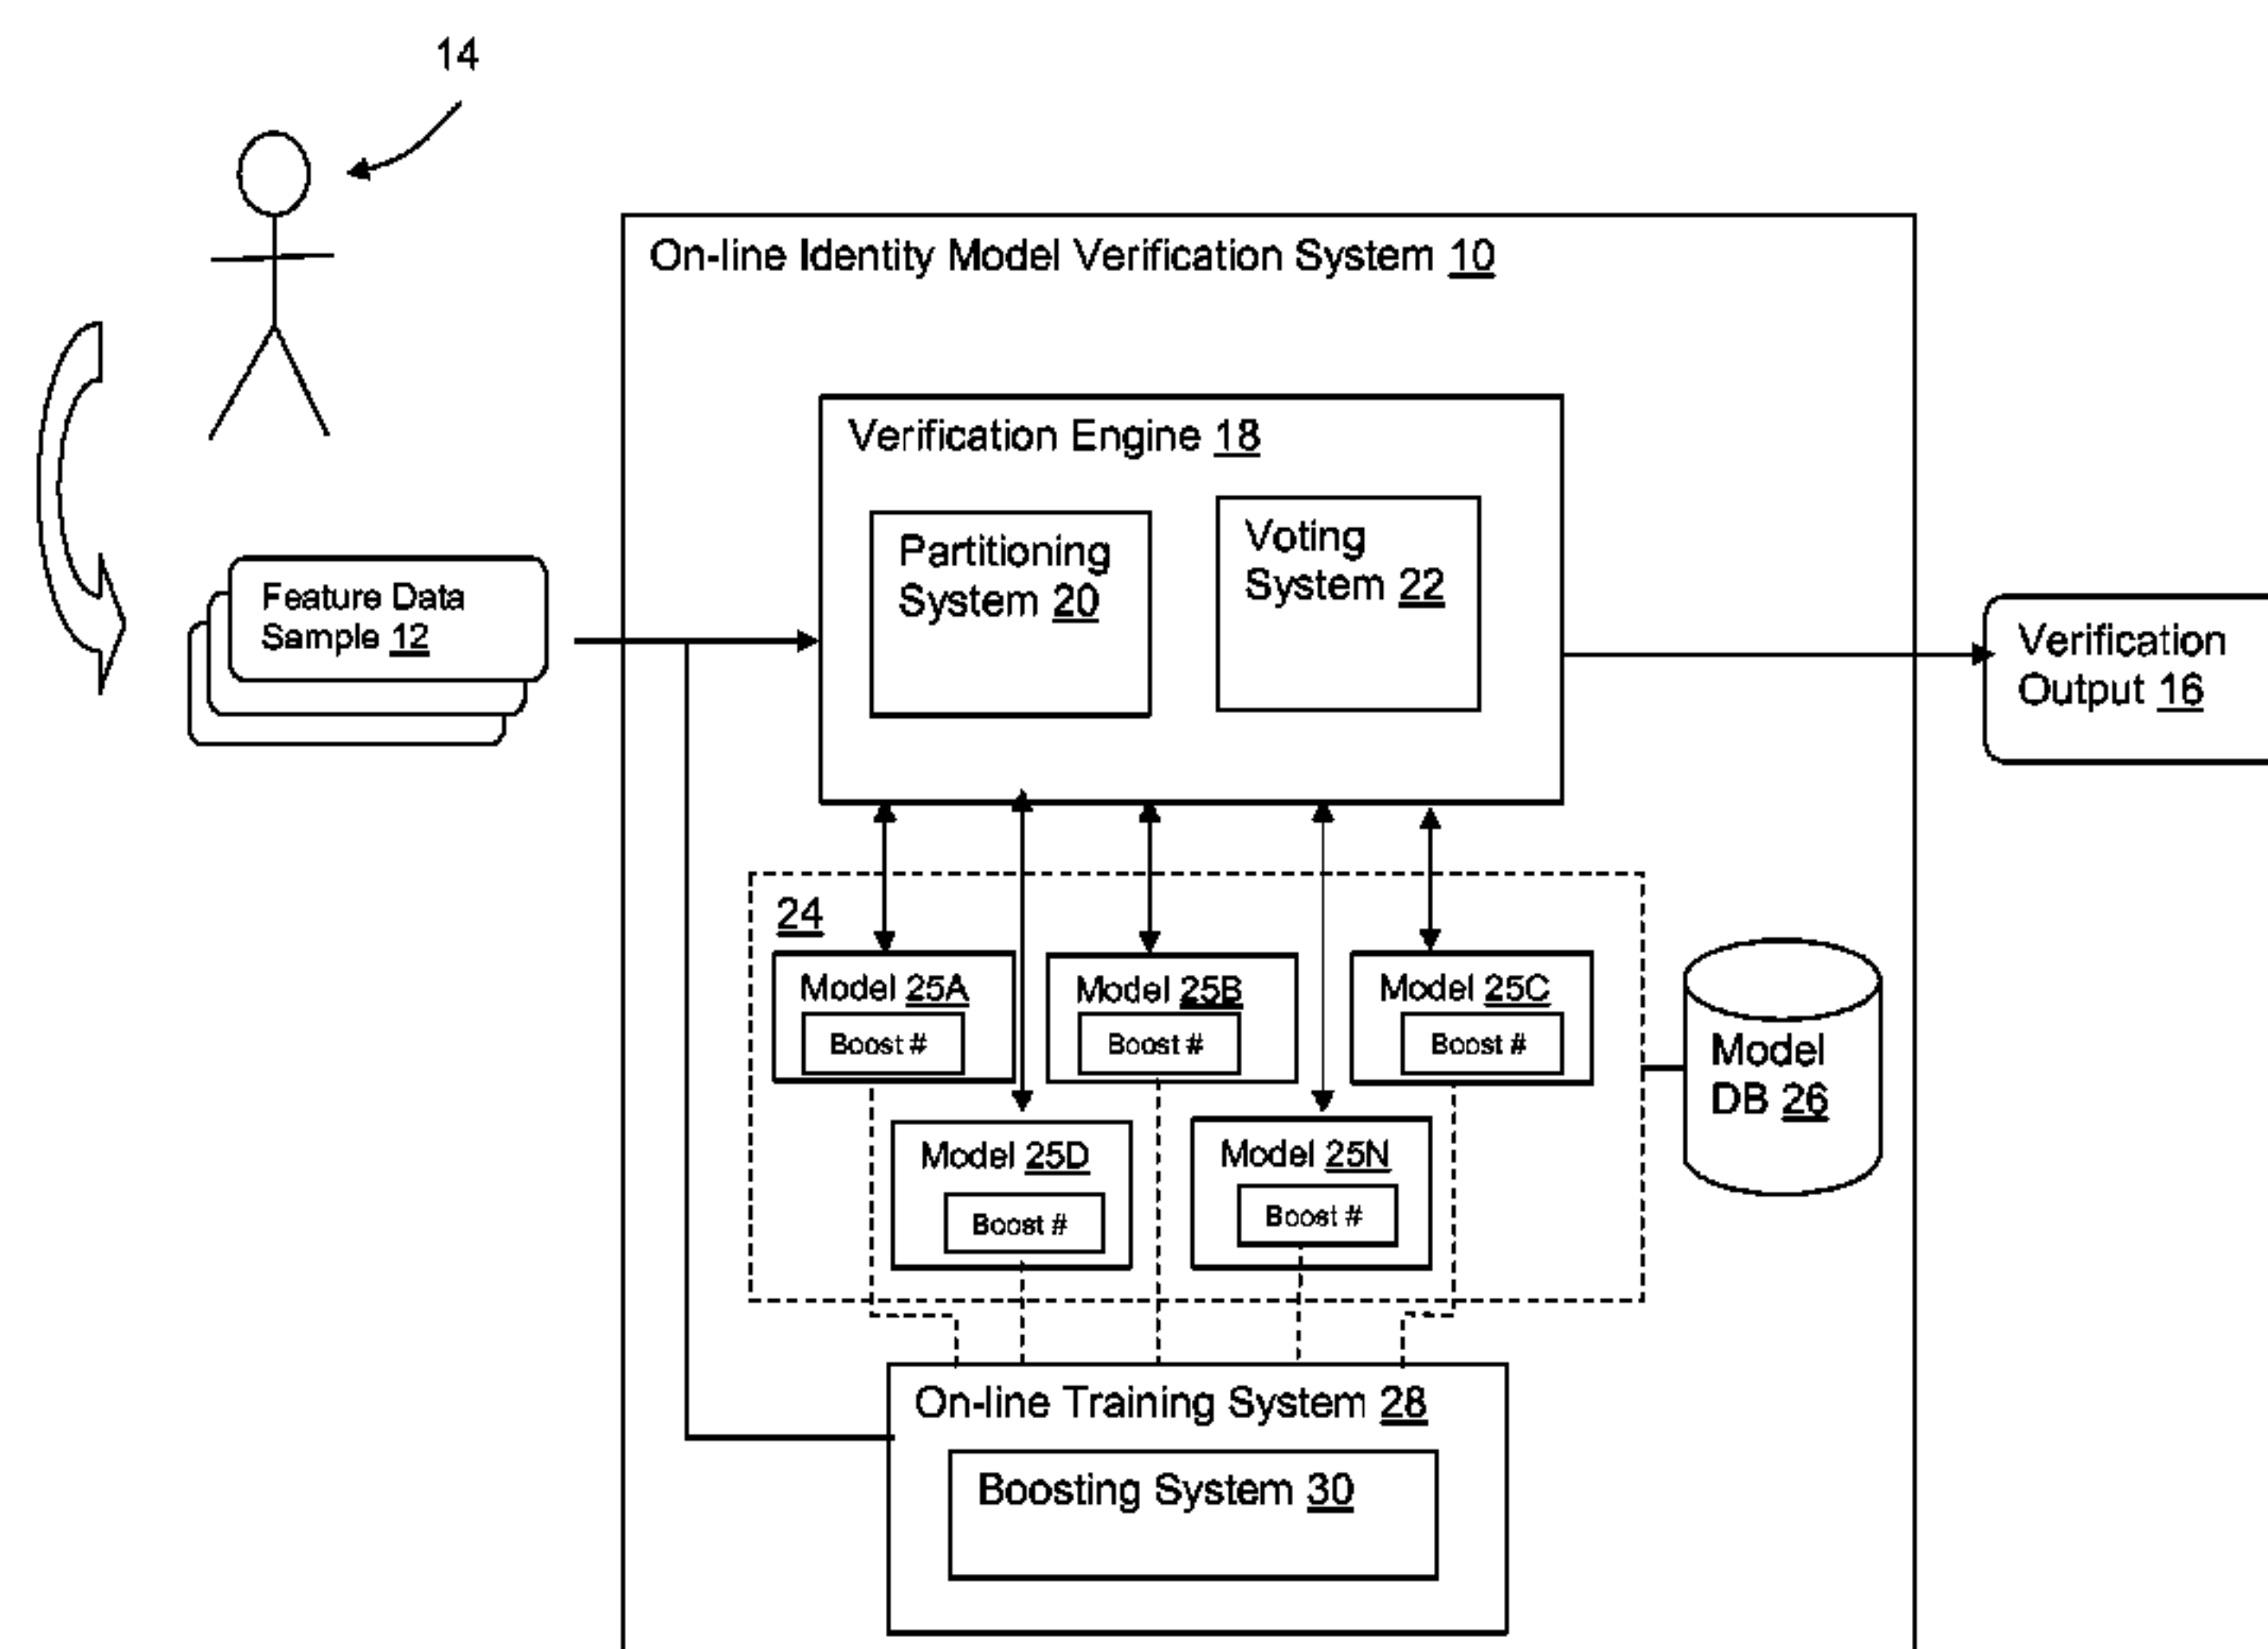 14
On-line Identity Model Verification System 10
Verification Engine 18
Partitioning
System 20
Voting
System 22
Feature Data
Sample 12
Verification
Output 16
24
Model 25A
Boost #
Model 25B
Boost #
Model 25C
Boost #
Model
DB 26
Model 25D
Boost #
Model 25N
Boost #
On-line Training System 28
Boosting System 30